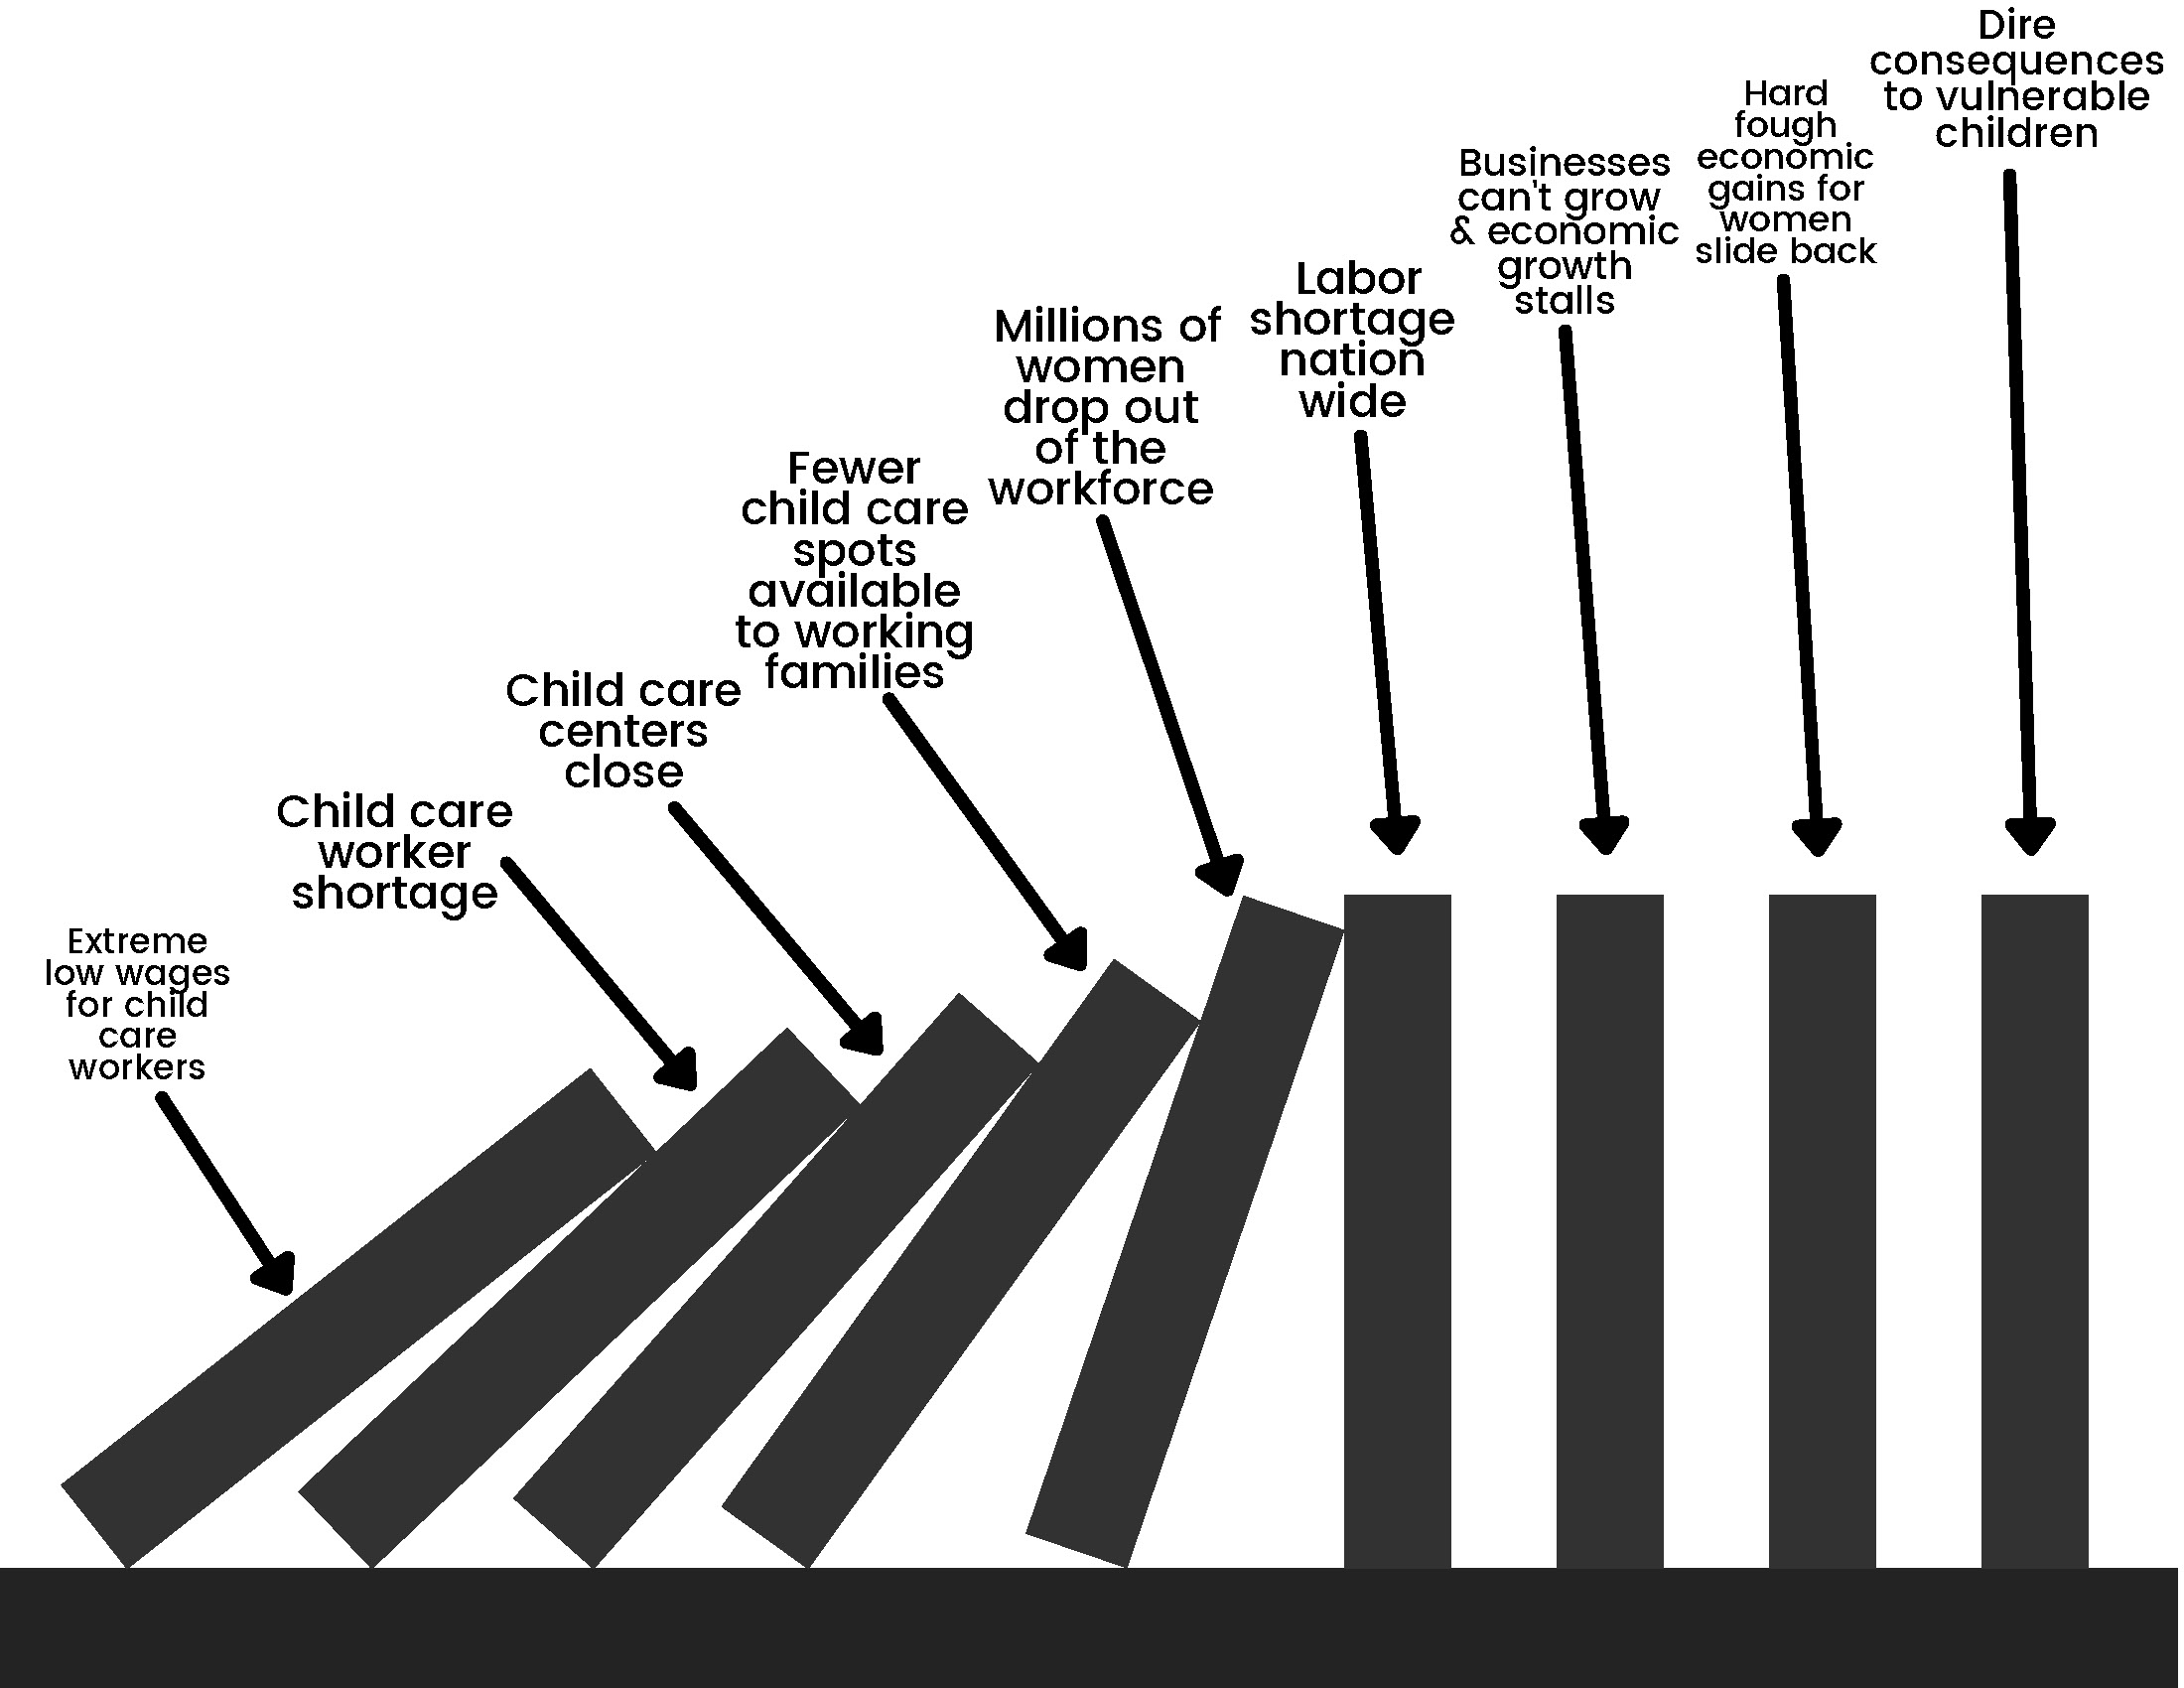 Extreme
low wages
for child
care
workers
Child care
worker
shortage
Child care
centers
close
Fewer
child care
spots
available
to working
families
Millions of
women
drop out
of the
workforce
Labor
shortage
nation
wide
Businesses
can't grow
& economic
growth
stalls
Hard
fough
economic
gains for
women
slide back
Dire
consequences
to vulnerable
children